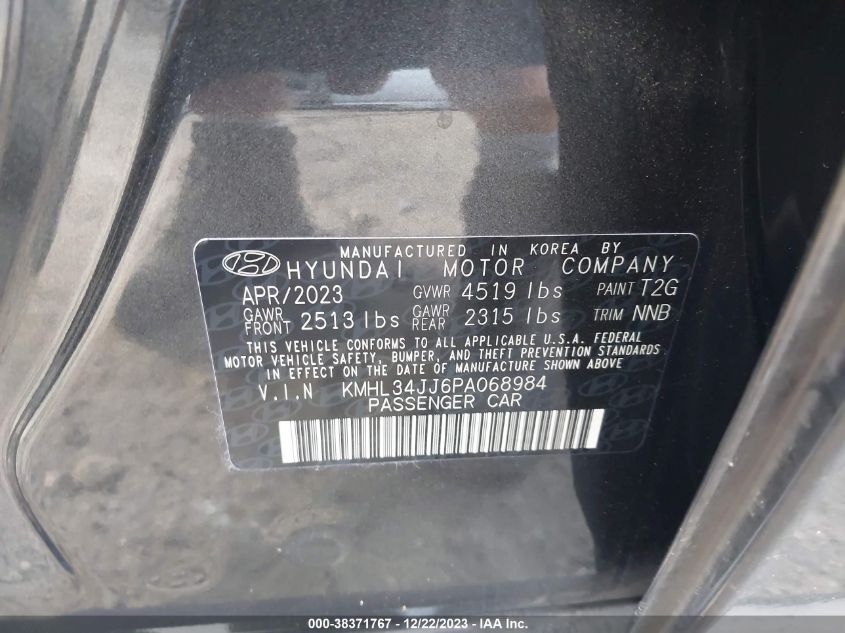 MANUFACTURED IN KOREA BY
HYUNDAI MOTOR COMPANY
APR/2023 GVWR 4519 lbs PAINT T2G
GAWR FRONT 2513 lbs GAWR REAR 2315 lbs TRIM NNB
THIS VEHICLE CONFORMS TO ALL APPLICABLE U.S.A. FEDERAL
MOTOR VEHICLE SAFETY, BUMPER, AND THEFT PREVENTION STANDARDS
IN EFFECT ON THE DATE OF MANUFACTURE SHOWN ABOVE
V.I.N KMHL34JJ6PA068984
PASSENGER CAR
000-38371767 - 12/22/2023 - IAA Inc.